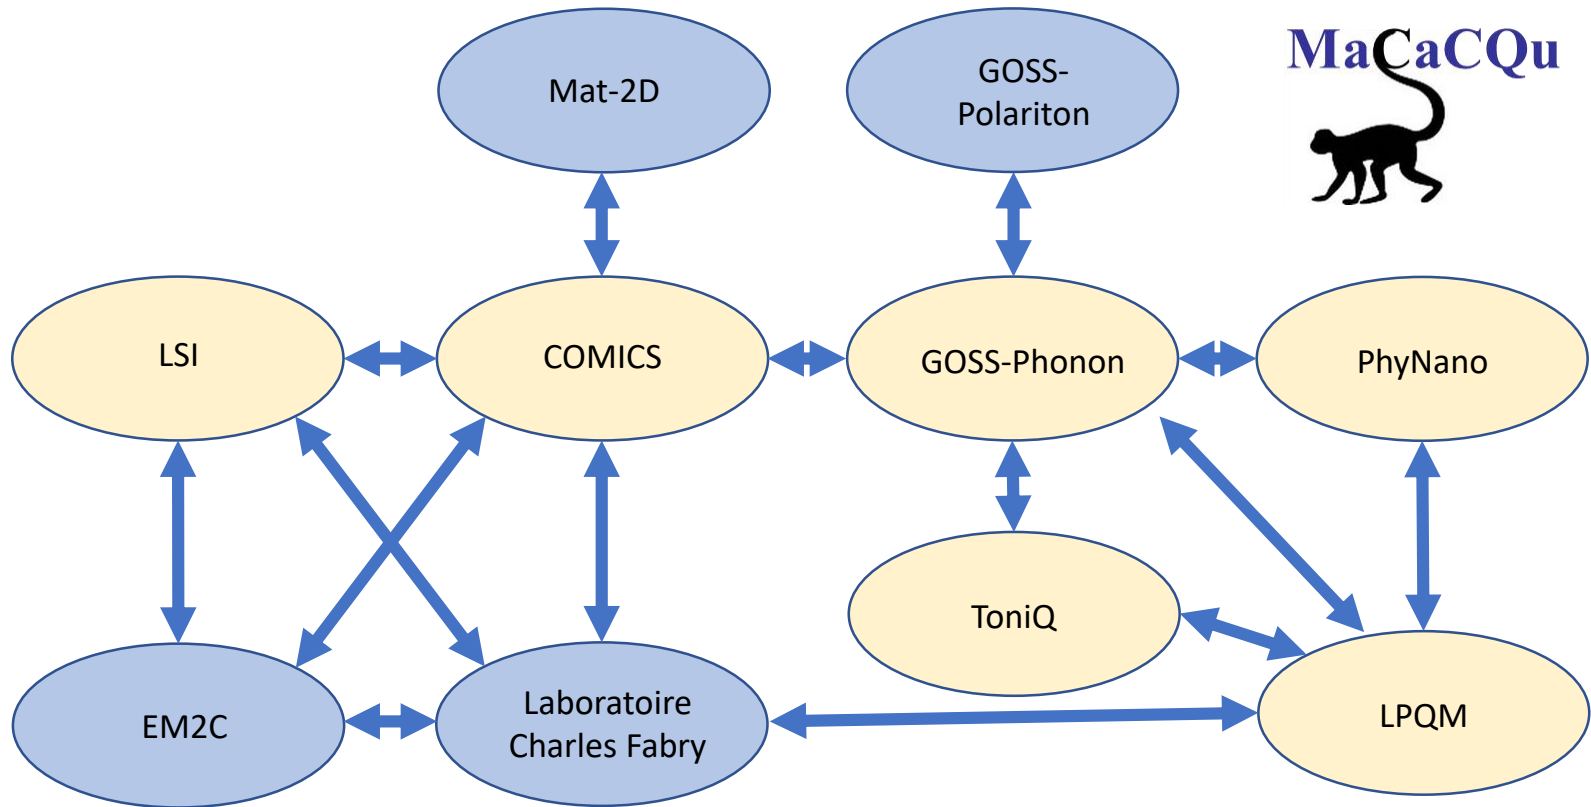 MaCaCQu
Mat-2D
GOSS-
Polariton
LSI
COMICS
GOSS-Phonon
PhyNano
ToniQ
EM2C
Laboratoire
Charles Fabry
LPQM